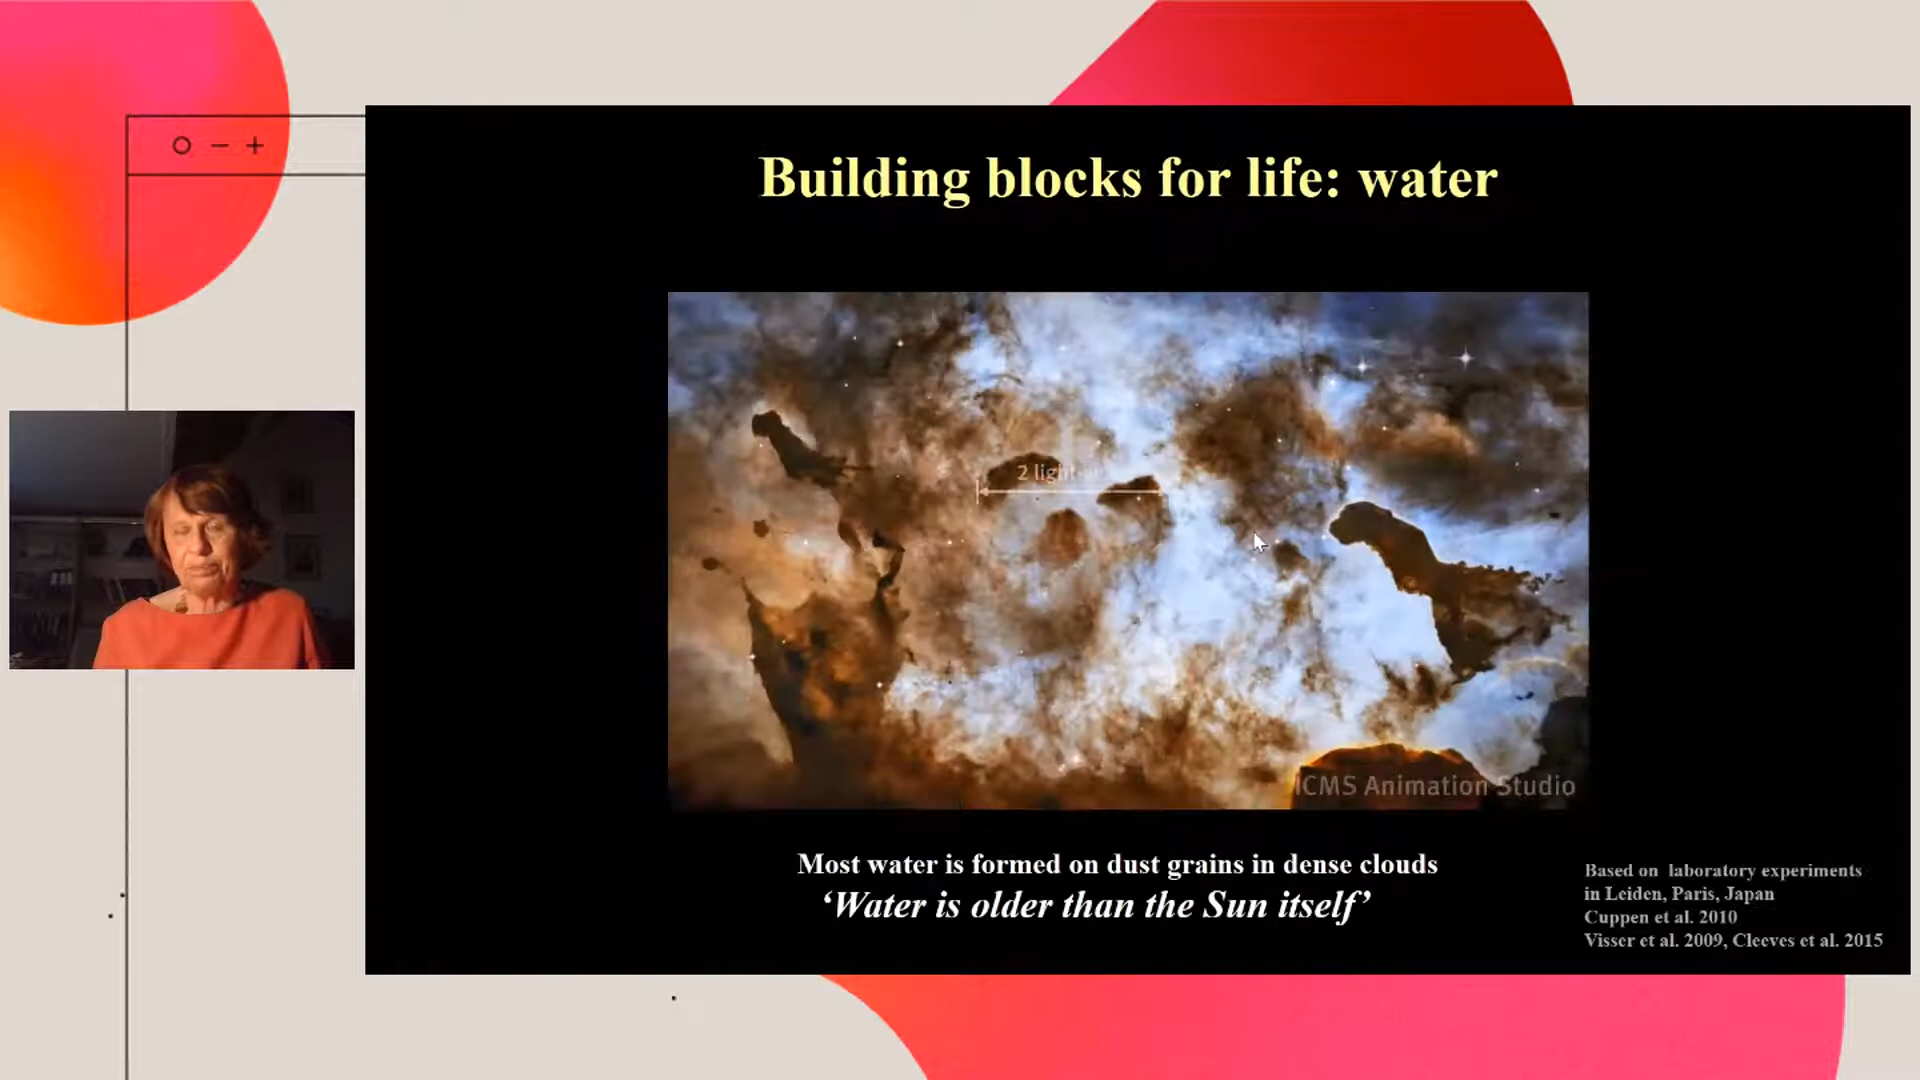 Building blocks for life: water
2 light-
ICMS Animation Studio
Most water is formed on dust grains in dense clouds
‘Water is older than the Sun itself’
Based on laboratory experiments
in Leiden, Paris, Japan
Cuppen et al. 2010
Visser et al. 2009, Cleeves et al. 2015